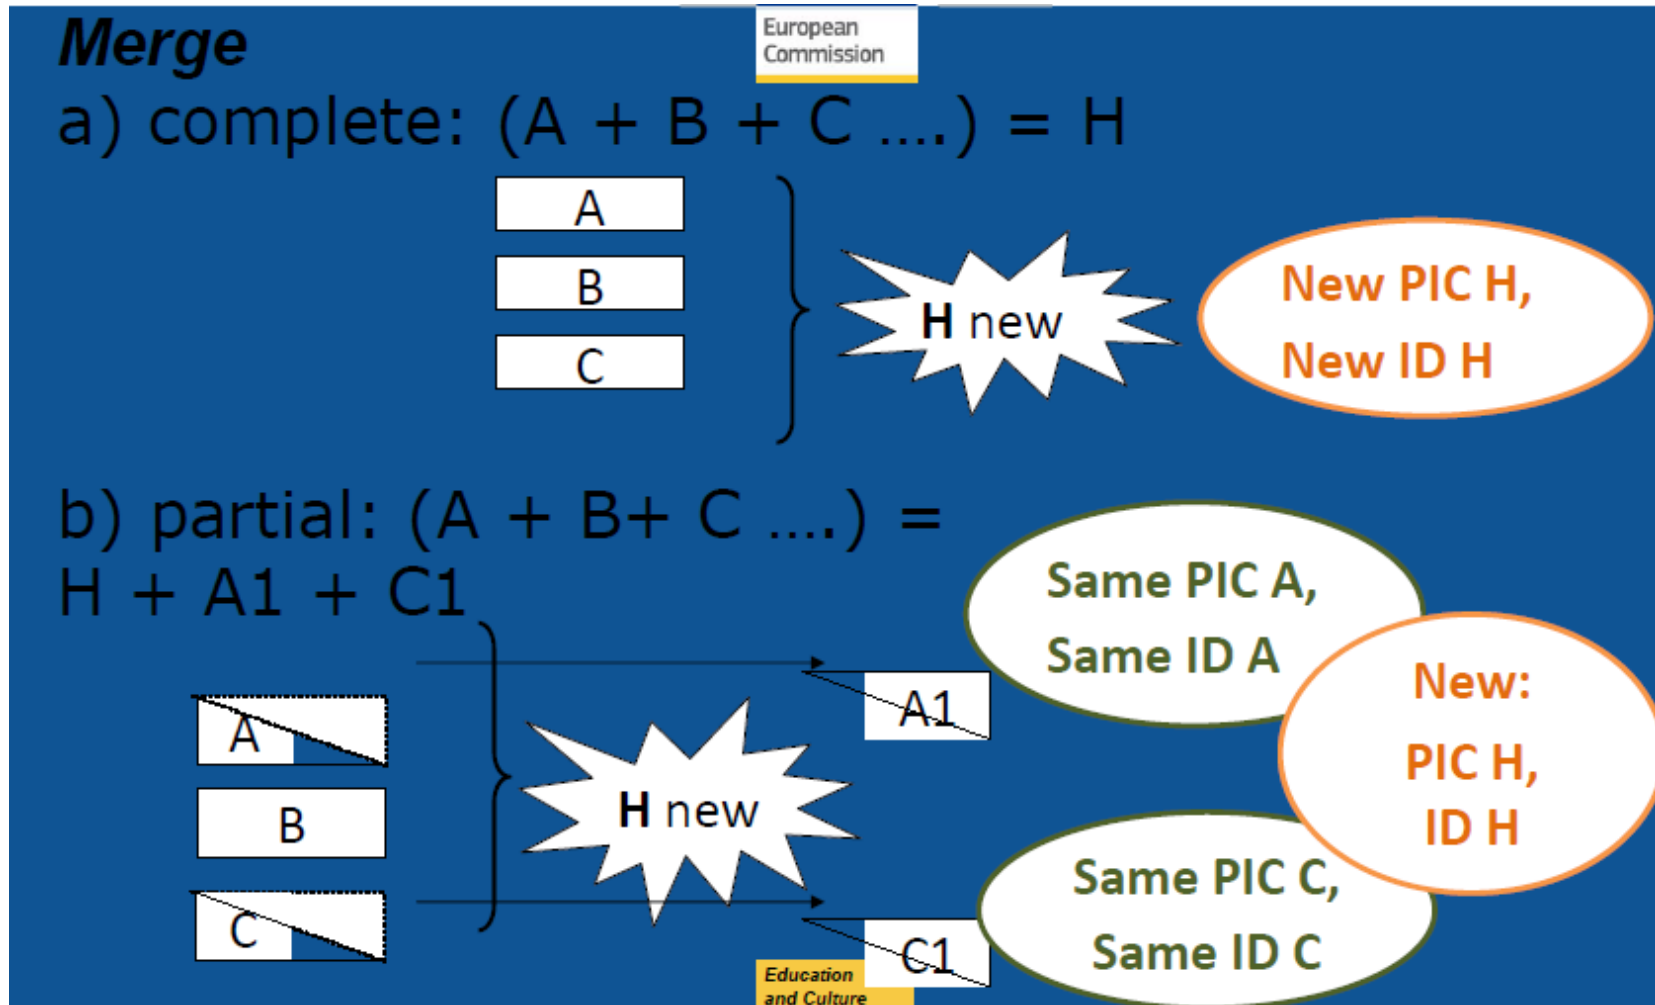 Merge
European
Commission
a) complete: (A + B + C ....) = H
A
B
C
H new
New PIC H,
New ID H
b) partial: (A + B+ C ....) =
H + A1 + C1
A
B
C
H new
A1
C1
Same PIC A,
Same ID A
New:
PIC H,
ID H
Same PIC C,
Same ID C
Education
and Culture